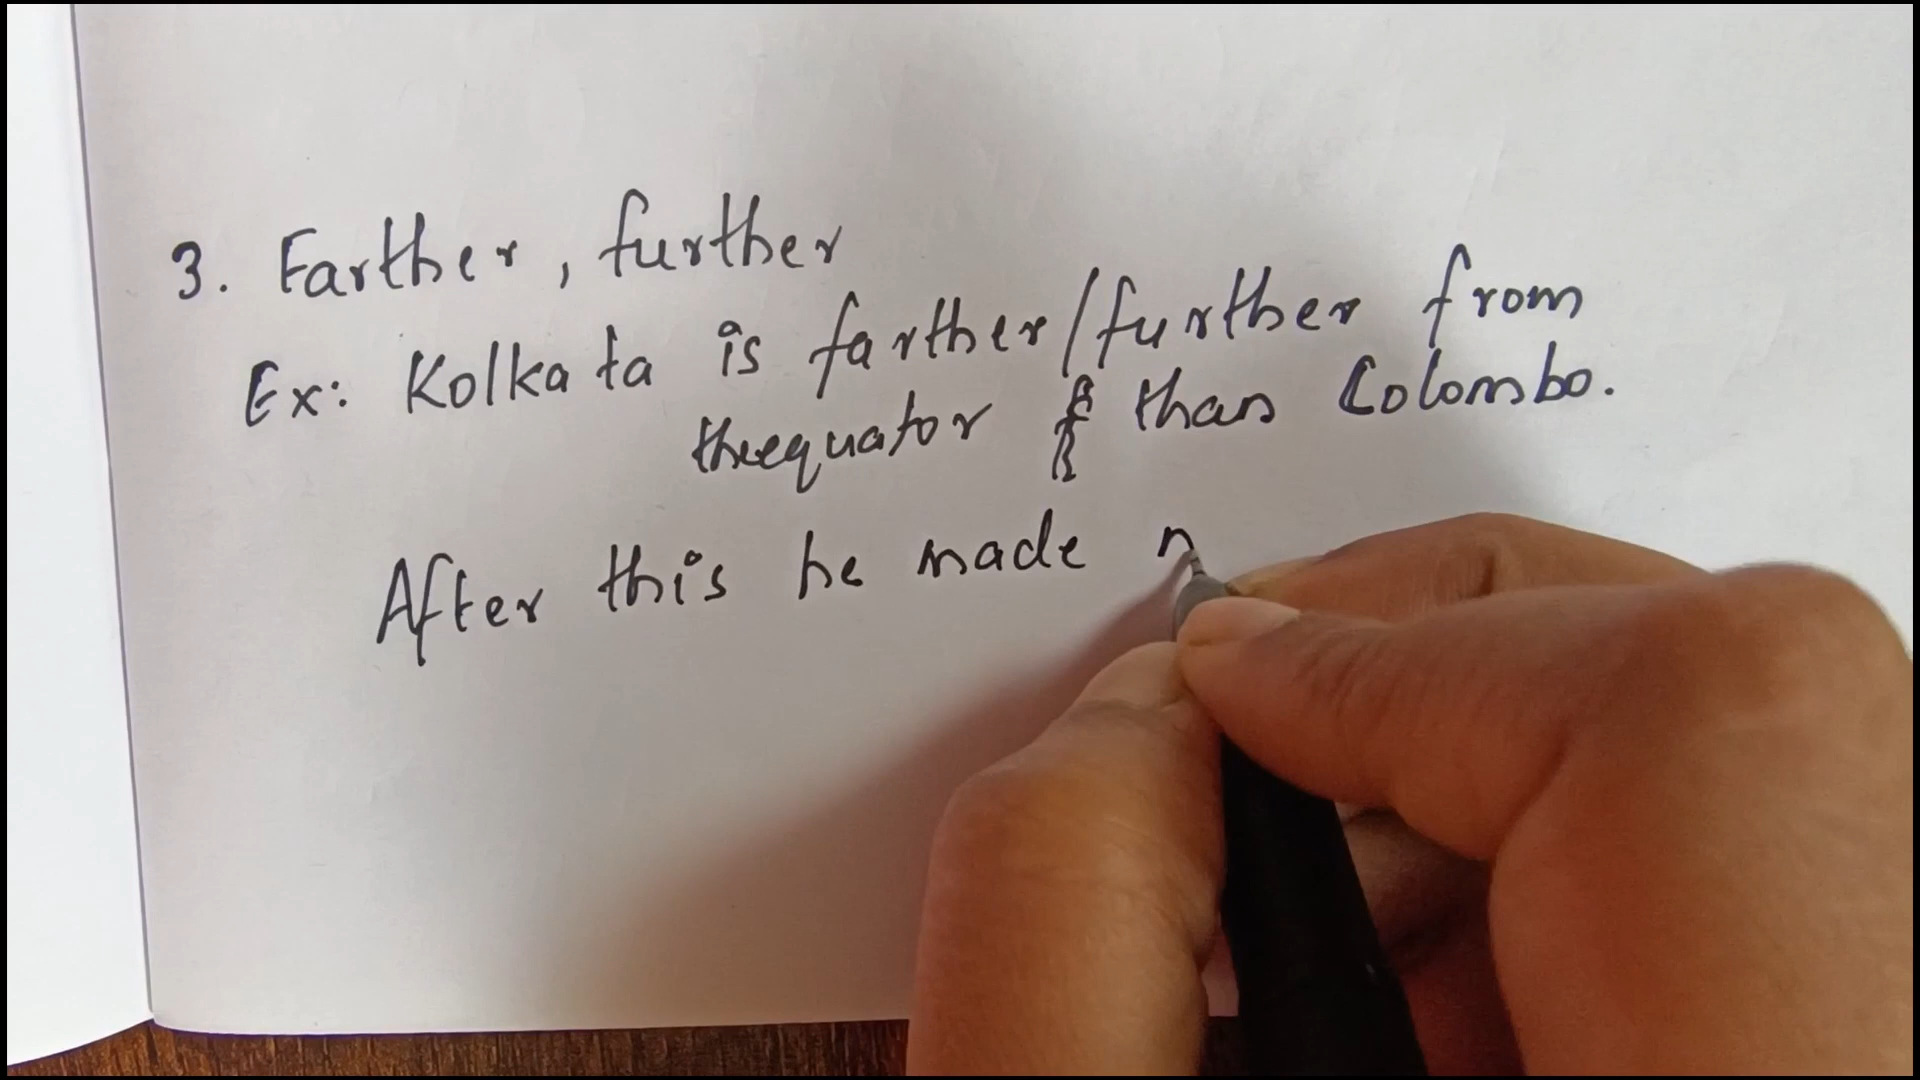 3. Farther, further
Ex: Kolkata is farther/further from
theequator than Colombo.
After this he made n